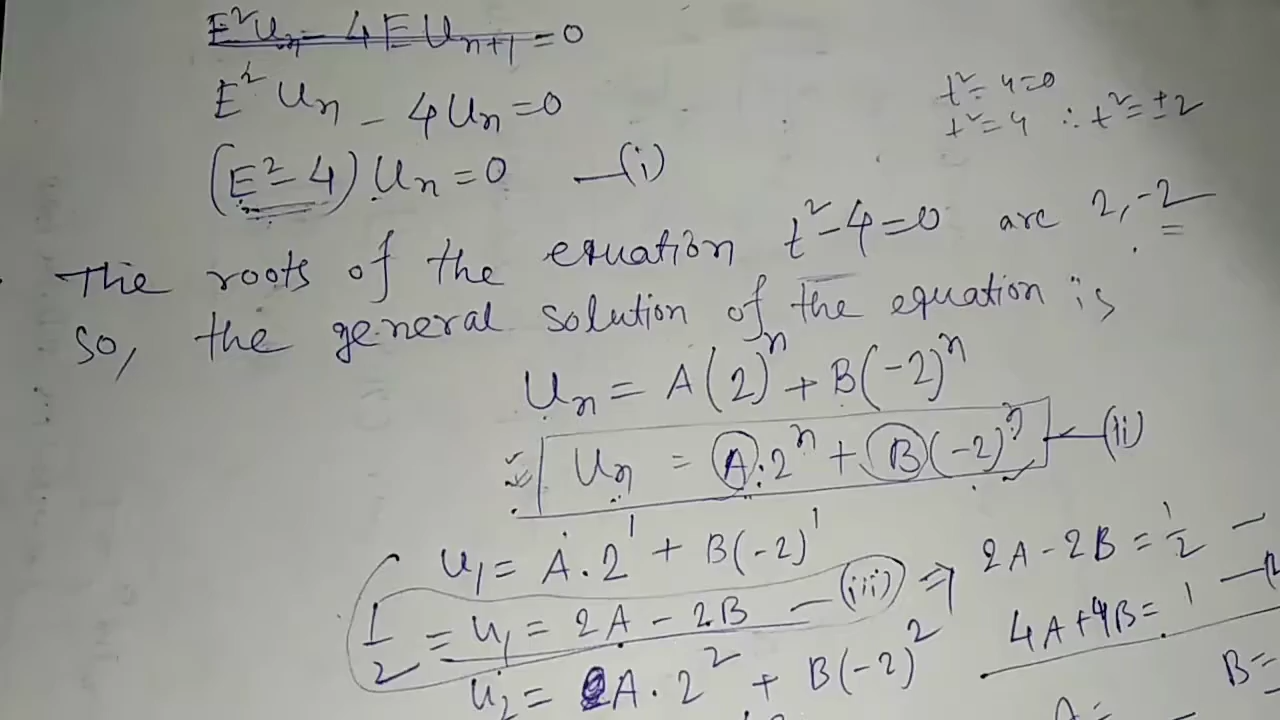 E²Uₙ - 4EUₙ₊₁ = 0
E²Uₙ - 4Uₙ = 0
(E² - 4)Uₙ = 0 —(i)
t² - 4 = 0
t² = 4 ∴ t² = ±2
The roots of the equation t² - 4 = 0 are 2, -2
so, the general solution of the equation is
Uₙ = A(2)ⁿ + B(-2)ⁿ
Uₙ = A.2ⁿ + B(-2)ⁿ —(ii)
U₁ = A.2¹ + B(-2)¹
1/2 = U₁ = 2A - 2B —(iii) ⇒ 2A - 2B = 1/2 —
4A + 4B = 1 —
U₂ = A.2² + B(-2)²
B =
A =